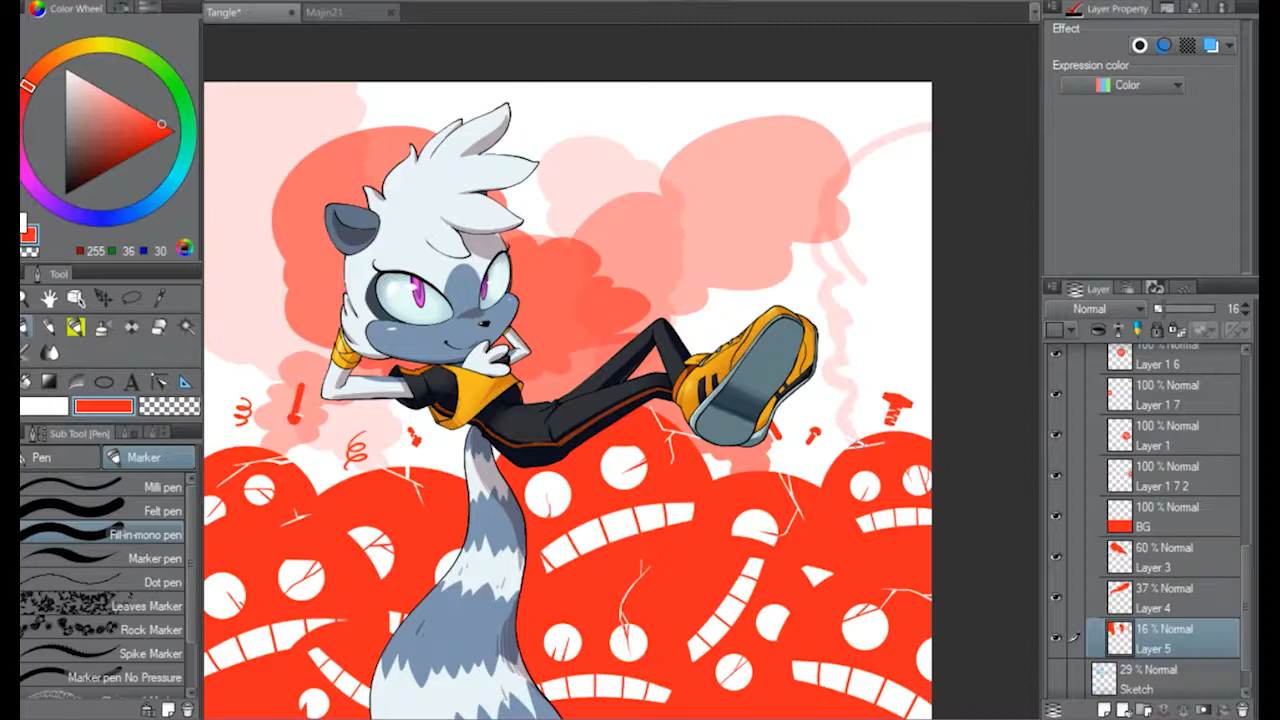 Color Wheel
Tangle*
Majin21
Layer Property
Effect
Expression color
Color
255 36 30
Tool
Sub Tool[Pen]
Pen
Marker
Milli pen
Felt pen
Fill-in-mono pen
Marker pen
Dot pen
Leaves Marker
Rock Marker
Spike Marker
Marker pen No Pressure
Layer
Normal
16
100 % Normal
Layer 1 6
100 % Normal
Layer 1 7
100 % Normal
Layer 1
100 % Normal
Layer 1 7 2
100 % Normal
BG
60 % Normal
Layer 3
37 % Normal
Layer 4
16 % Normal
Layer 5
29 % Normal
Sketch